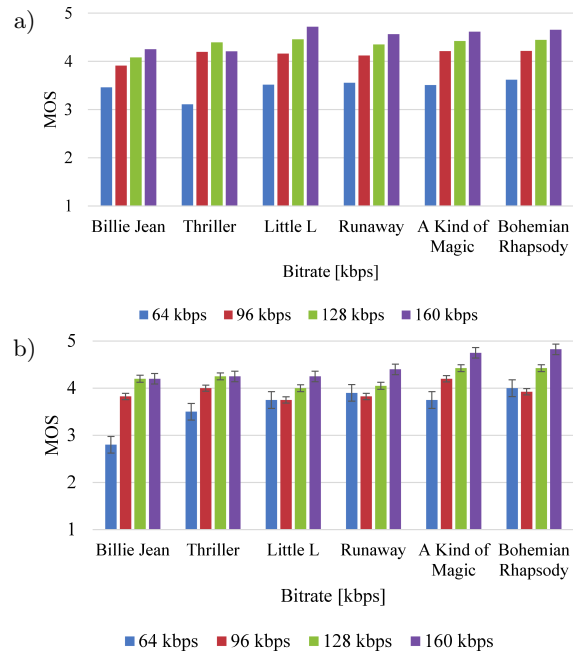 a)
5
4
3
2
1
MOS
Billie Jean Thriller Little L Runaway A Kind of Magic Bohemian Rhapsody
Bitrate [kbps]
64 kbps 96 kbps 128 kbps 160 kbps
b)
5
4
3
2
1
MOS
Billie Jean Thriller Little L Runaway A Kind of Magic Bohemian Rhapsody
Bitrate [kbps]
64 kbps 96 kbps 128 kbps 160 kbps